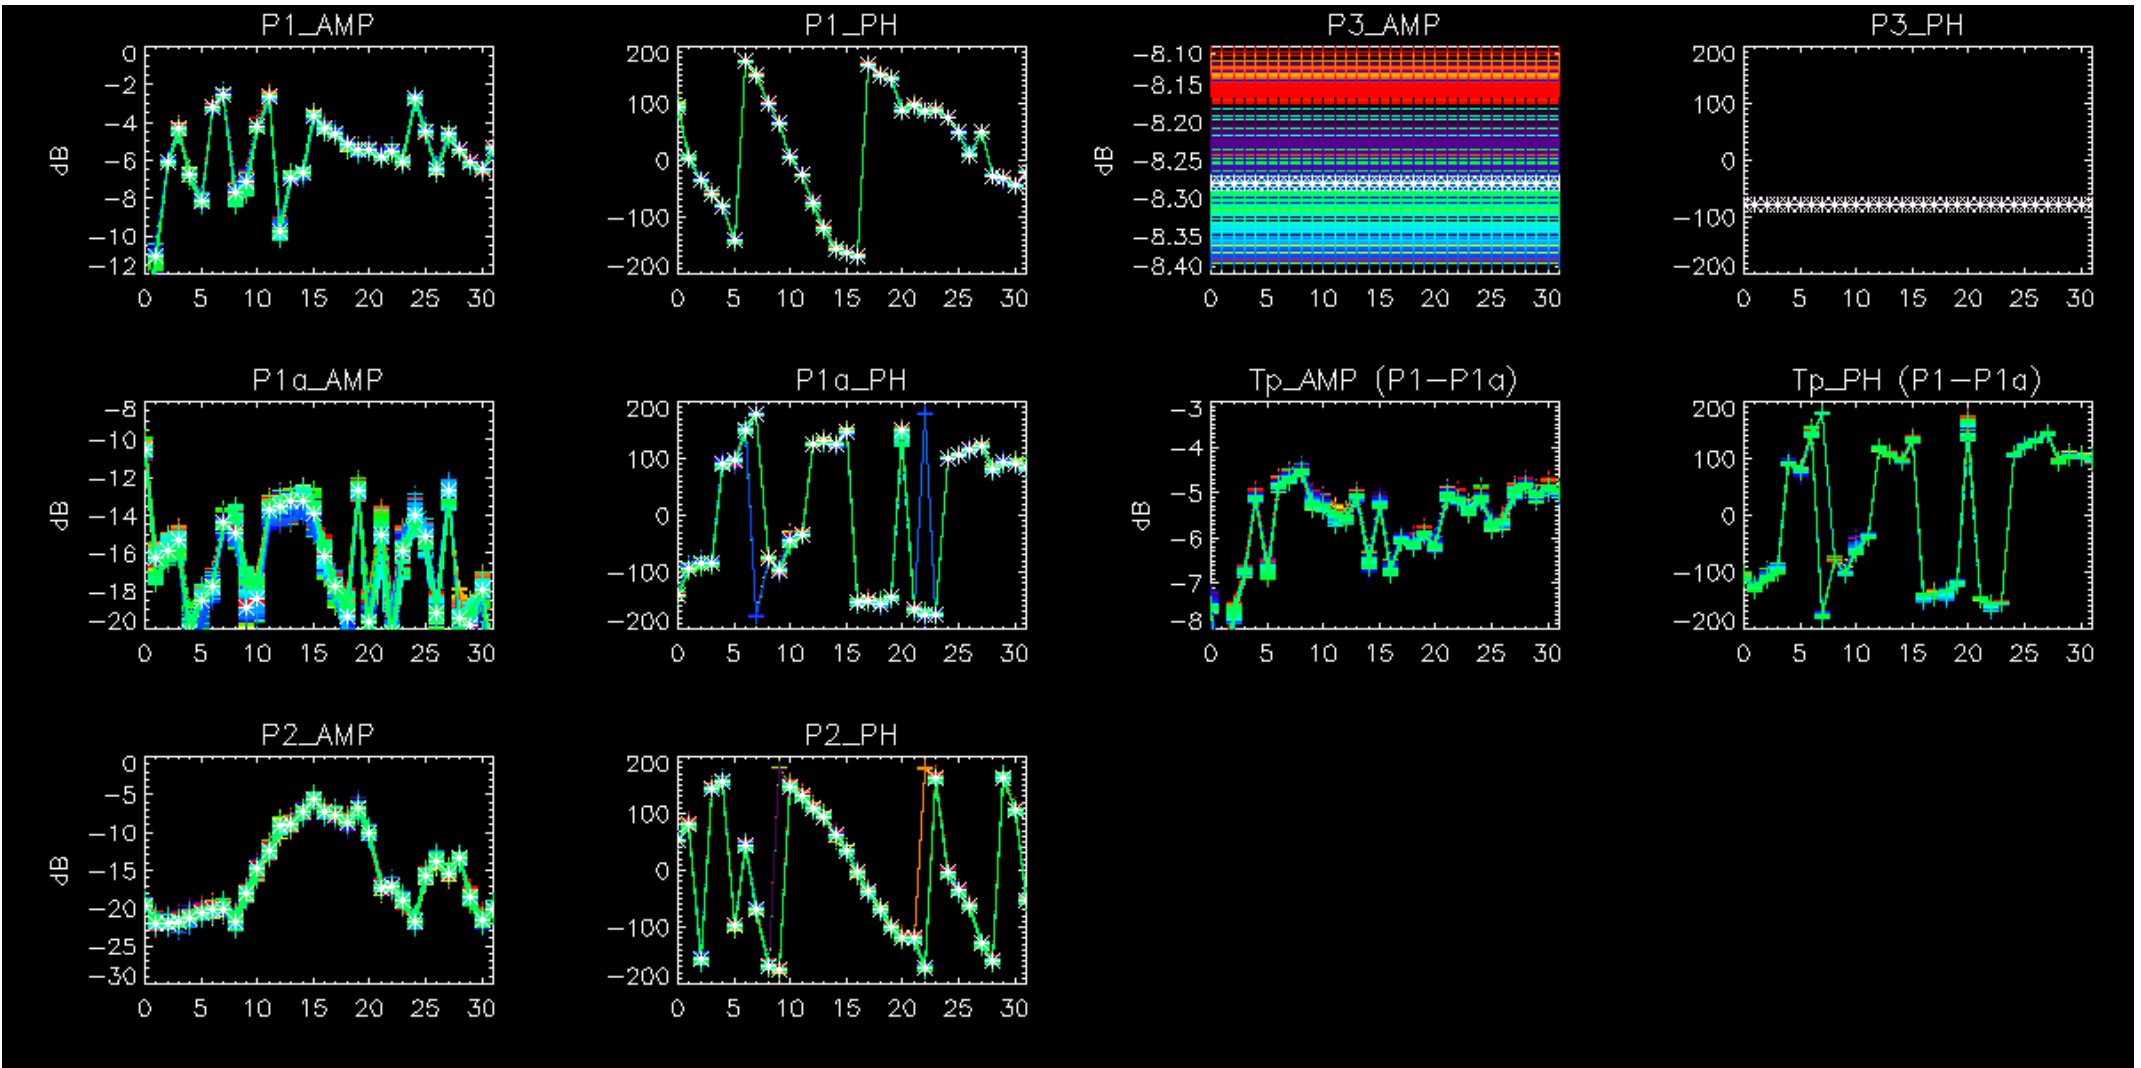 P1_AMP
P1_PH
P3_AMP
P3_PH
0
−2
−4
−6
−8
−10
−12
dB
0 5 10 15 20 25 30
200
100
0
−100
−200
0 5 10 15 20 25 30
−8.10
−8.15
−8.20
−8.25
−8.30
−8.35
−8.40
dB
0 5 10 15 20 25 30
200
100
0
−100
−200
0 5 10 15 20 25 30
P1a_AMP
P1a_PH
Tp_AMP (P1−P1a)
Tp_PH (P1−P1a)
−8
−10
−12
−14
−16
−18
−20
dB
0 5 10 15 20 25 30
200
100
0
−100
−200
0 5 10 15 20 25 30
−3
−4
−5
−6
−7
−8
dB
0 5 10 15 20 25 30
200
100
0
−100
−200
0 5 10 15 20 25 30
P2_AMP
P2_PH
0
−5
−10
−15
−20
−25
−30
dB
0 5 10 15 20 25 30
200
100
0
−100
−200
0 5 10 15 20 25 30